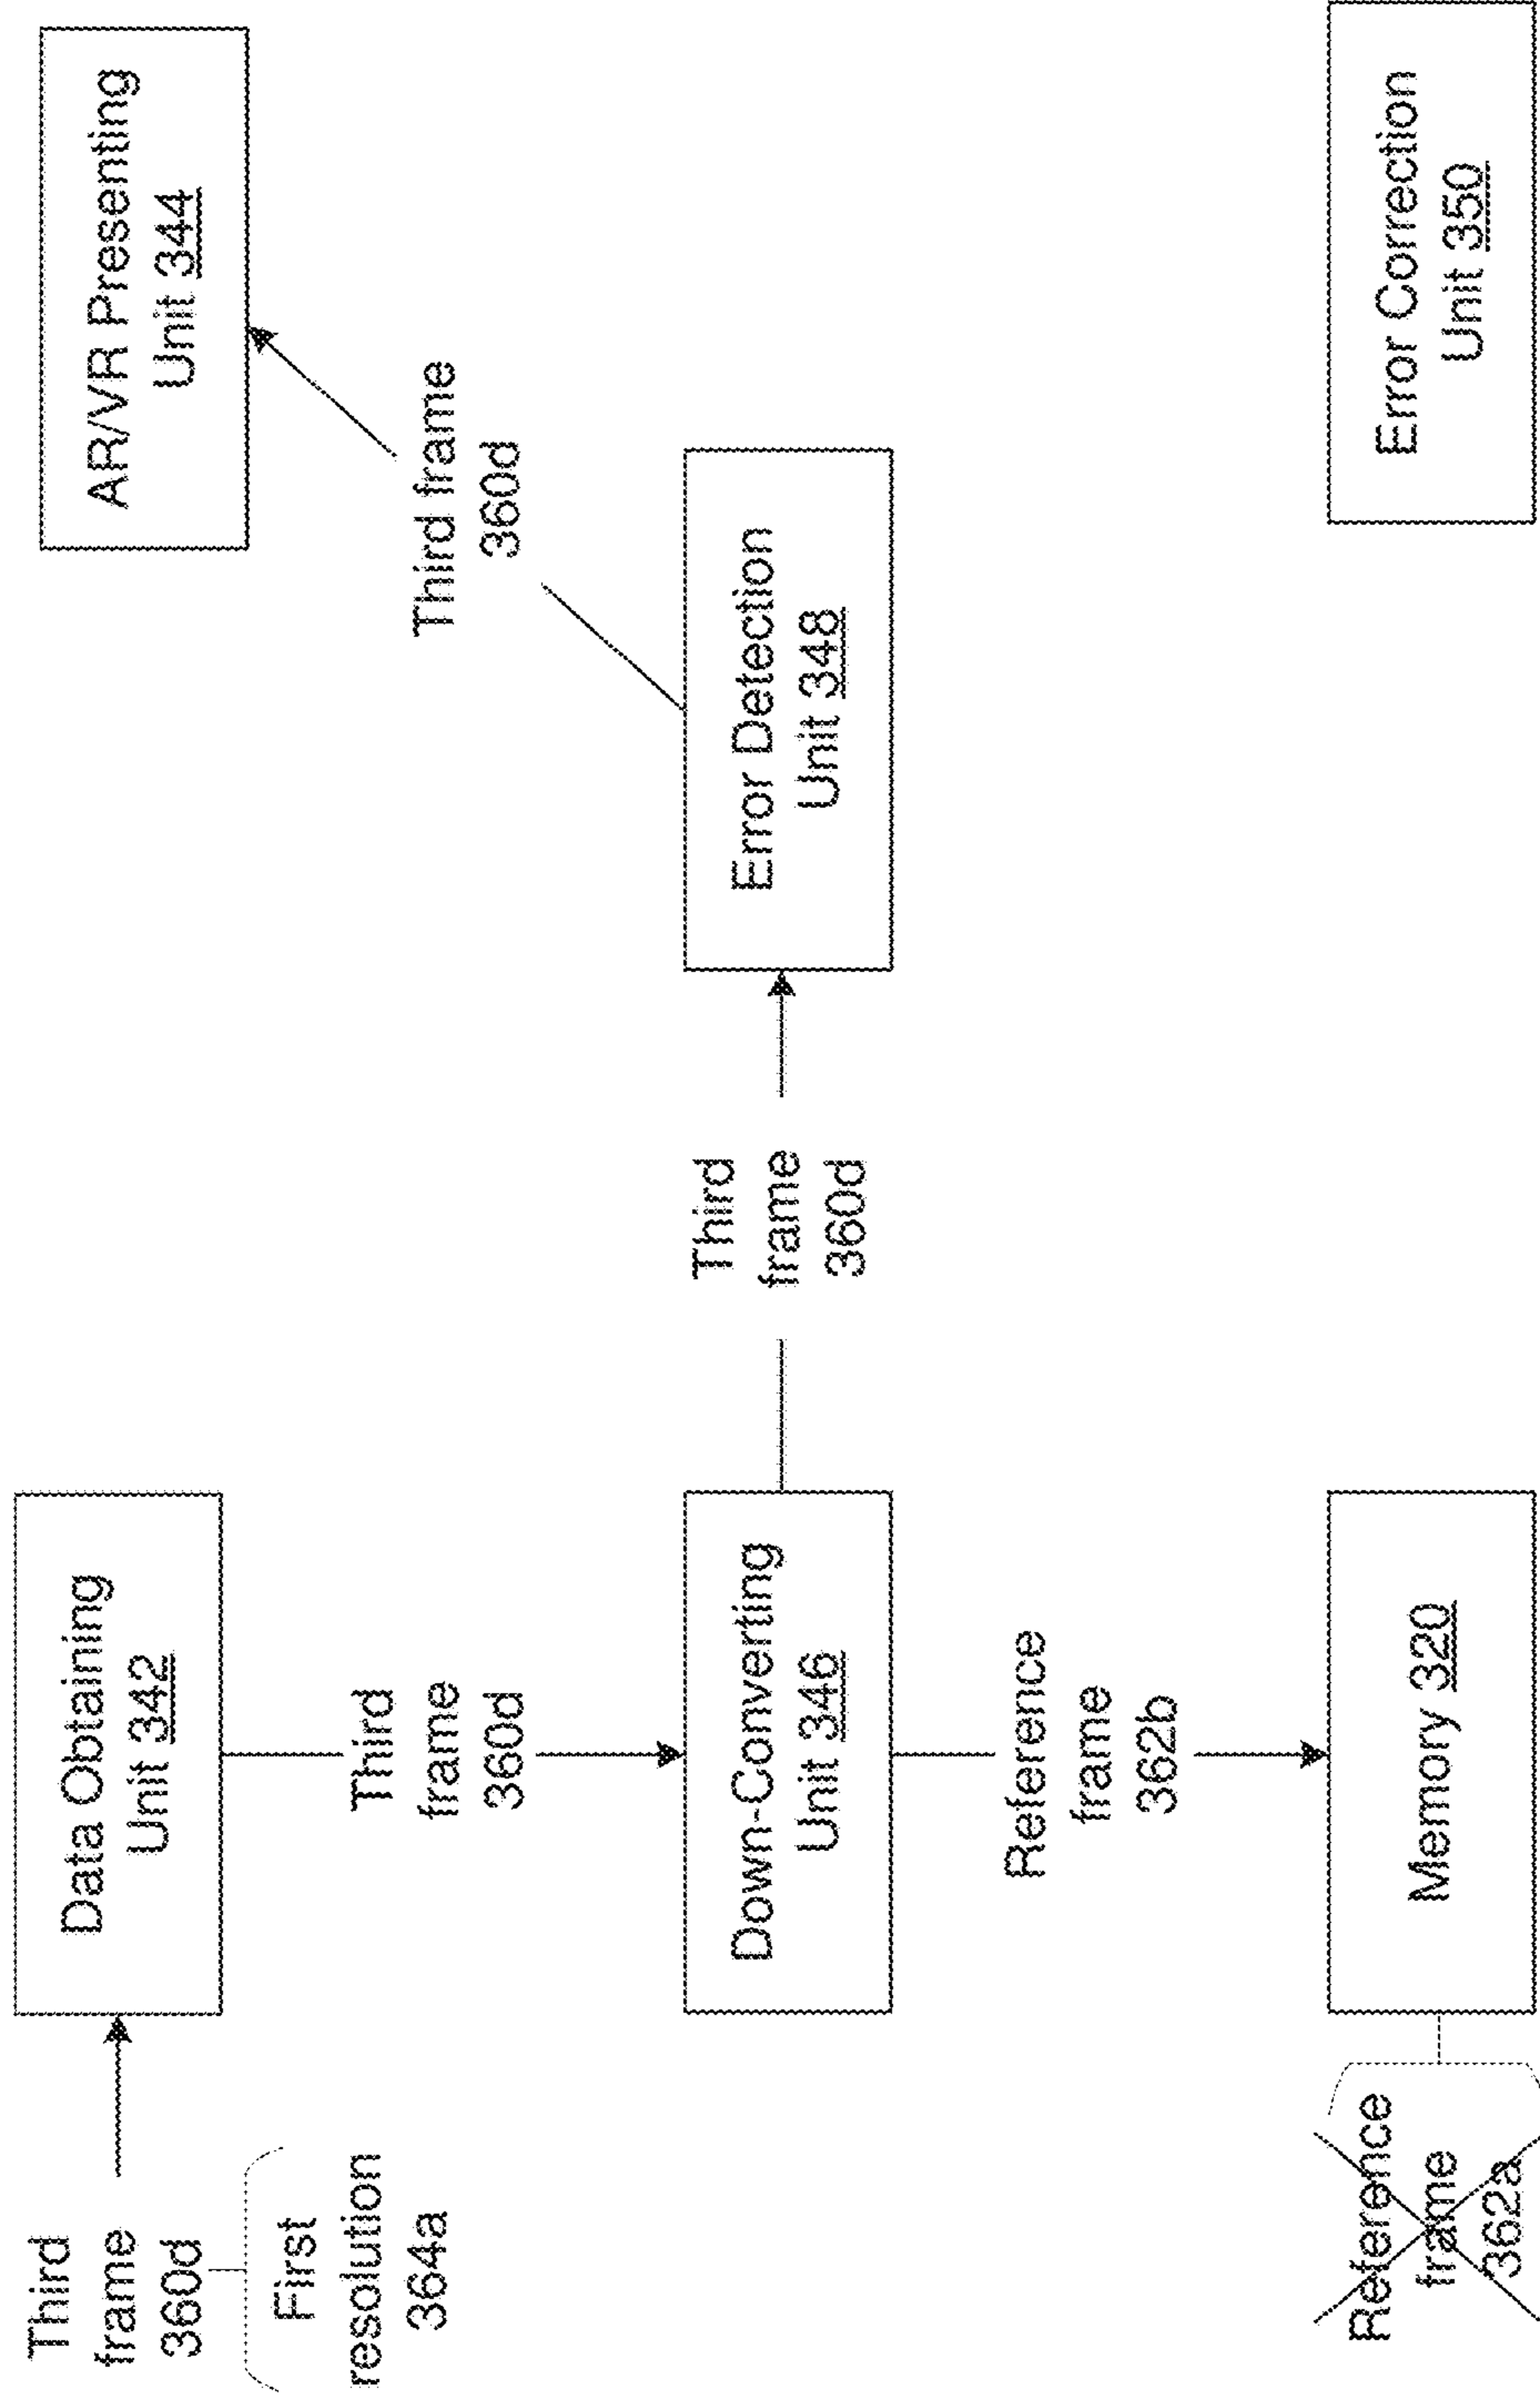 Third
frame
360d
First
resolution
364a
Data Obtaining
Unit 342
Third
frame
360d
AR/VR Presenting
Unit 344
Third frame
360d
Down-Converting
Unit 346
Third
frame
360d
Error Detection
Unit 348
Reference
frame
362b
Reference
frame
362a
Memory 320
Error Correction
Unit 350